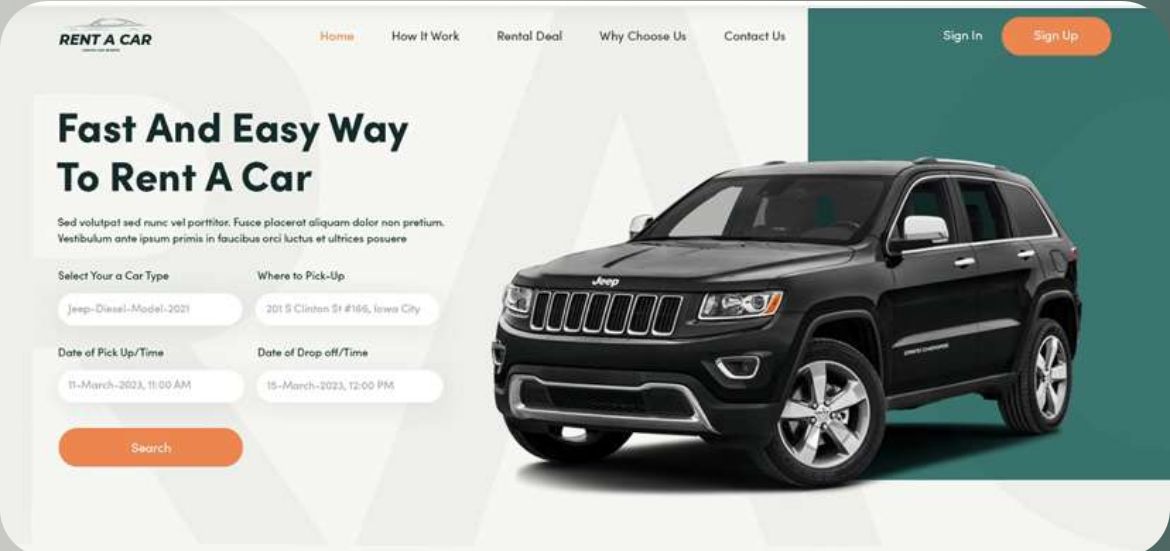 RENT A CAR
Home
How It Work
Rental Deal
Why Choose Us
Contact Us
Sign In
Sign Up
Fast And Easy Way
To Rent A Car
Sed volutpat sed nunc vel porttitor. Fusce placerat aliquam dolor non pretium.
Vestibulum ante ipsum primis in faucibus orci luctus et ultrices posuere
Select Your a Car Type
Where to Pick-Up
Jeep-Diesel-Model-2021
201 S Clinton St #166, Iowa City
Date of Pick Up/Time
Date of Drop off/Time
11-March-2023, 11:00 AM
15-March-2023, 12:00 PM
Search
Jeep